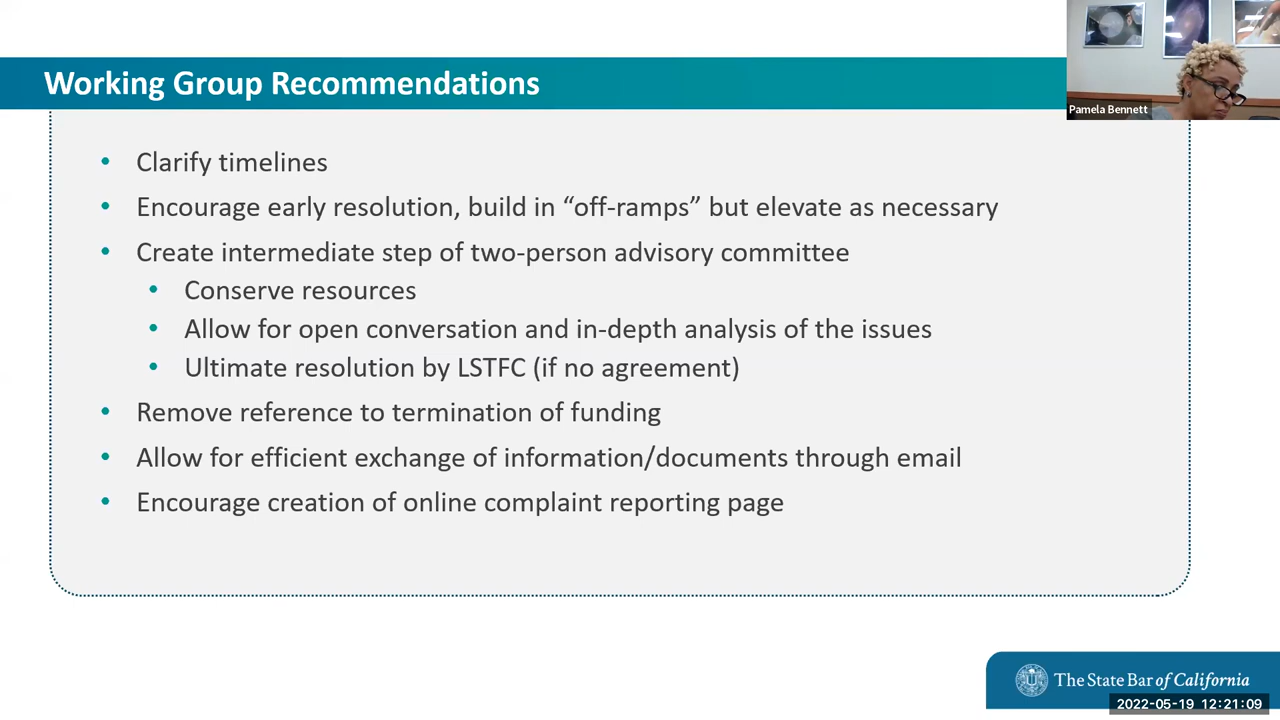 Working Group Recommendations
Pamela Bennett
• Clarify timelines
• Encourage early resolution, build in “off-ramps” but elevate as necessary
• Create intermediate step of two-person advisory committee
• Conserve resources
• Allow for open conversation and in-depth analysis of the issues
• Ultimate resolution by LSTFC (if no agreement)
• Remove reference to termination of funding
• Allow for efficient exchange of information/documents through email
• Encourage creation of online complaint reporting page
The State Bar of California
2022-05-19 12:21:09